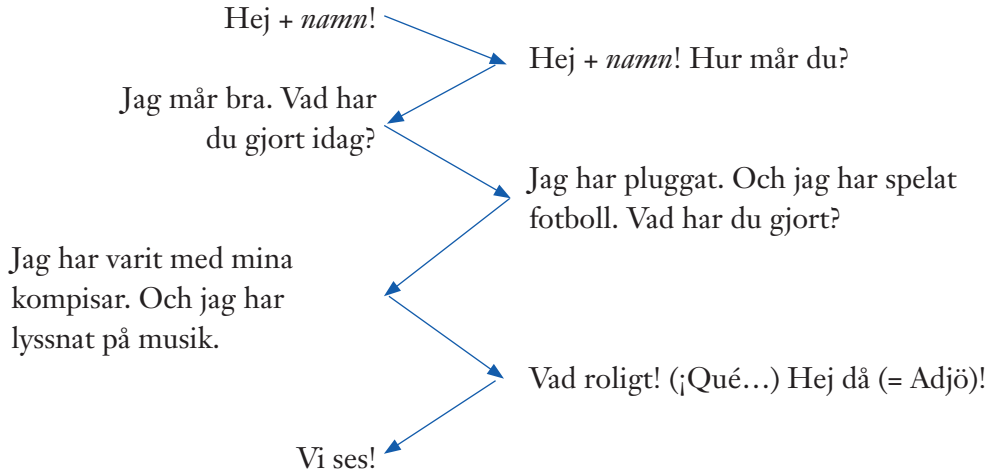 Hej + namn!
Hej + namn! Hur mår du?
Jag mår bra. Vad har
du gjort idag?
Jag har pluggat. Och jag har spelat
fotboll. Vad har du gjort?
Jag har varit med mina
kompisar. Och jag har
lyssnat på musik.
Vad roligt! (¡Qué…) Hej då (= Adjö)!
Vi ses!